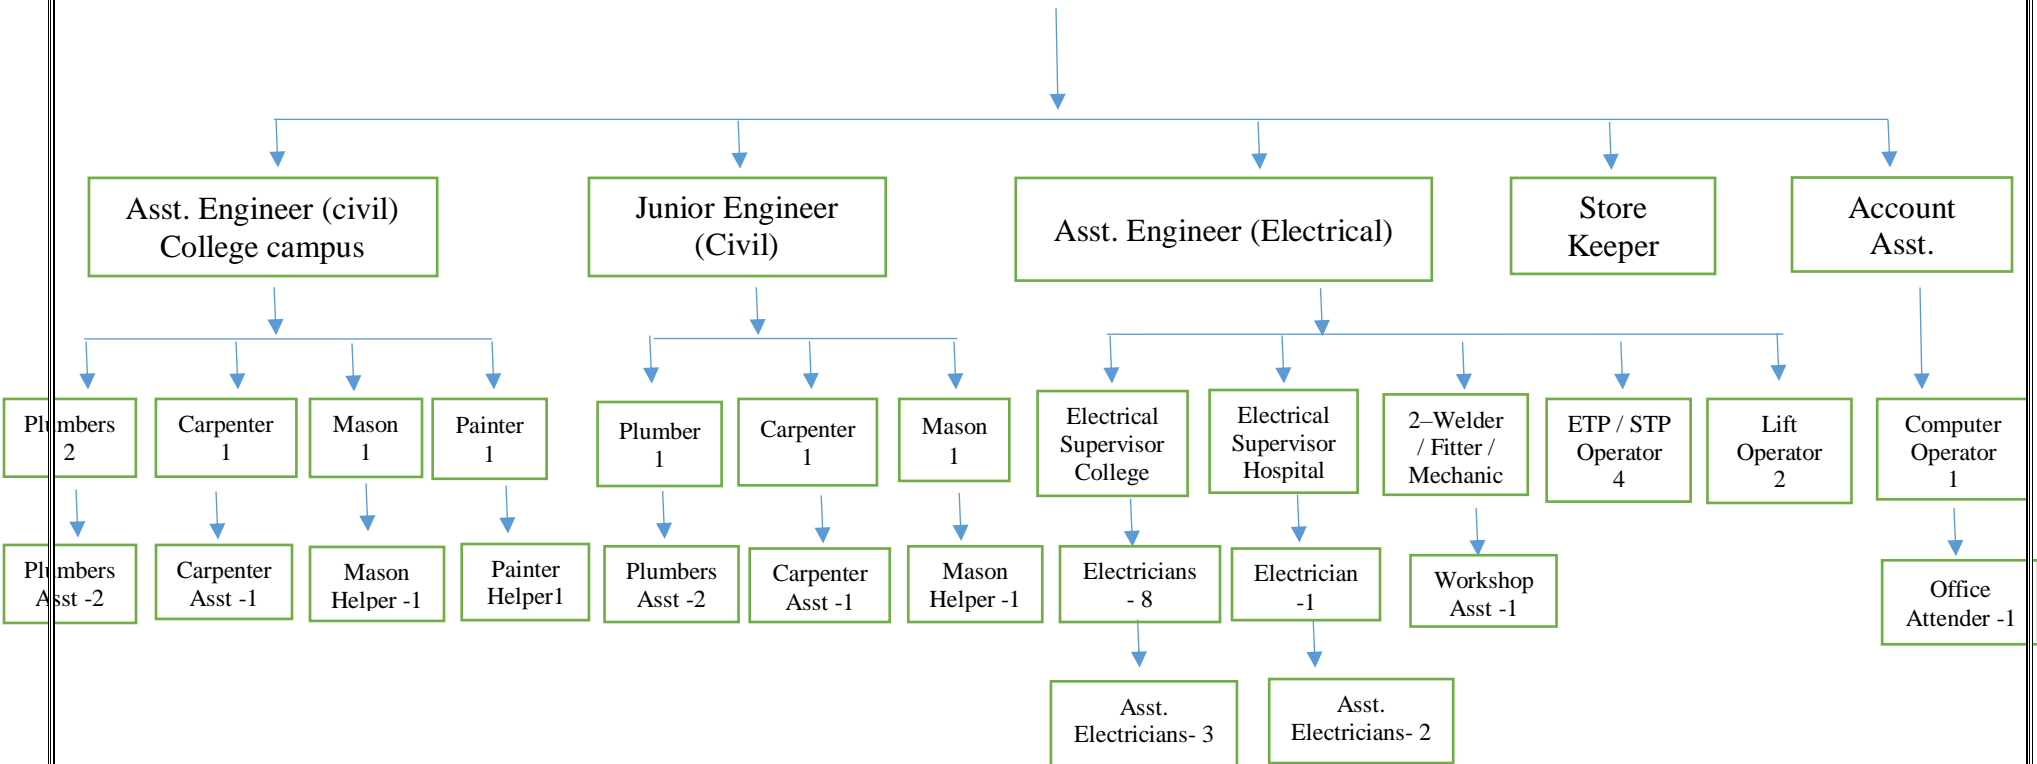 Asst. Engineer (civil)
College campus
Junior Engineer
(Civil)
Asst. Engineer (Electrical)
Store
Keeper
Account
Asst.
Plumbers
2
Carpenter
1
Mason
1
Painter
1
Plumber
1
Carpenter
1
Mason
1
Electrical
Supervisor
College
Electrical
Supervisor
Hospital
2–Welder
/ Fitter /
Mechanic
ETP / STP
Operator
4
Lift
Operator
2
Computer
Operator
1
Plumbers
Asst -2
Carpenter
Asst -1
Mason
Helper -1
Painter
Helper1
Plumbers
Asst -2
Carpenter
Asst -1
Mason
Helper -1
Electricians
- 8
Electrician
-1
Workshop
Asst -1
Office
Attender -1
Asst.
Electricians- 3
Asst.
Electricians- 2